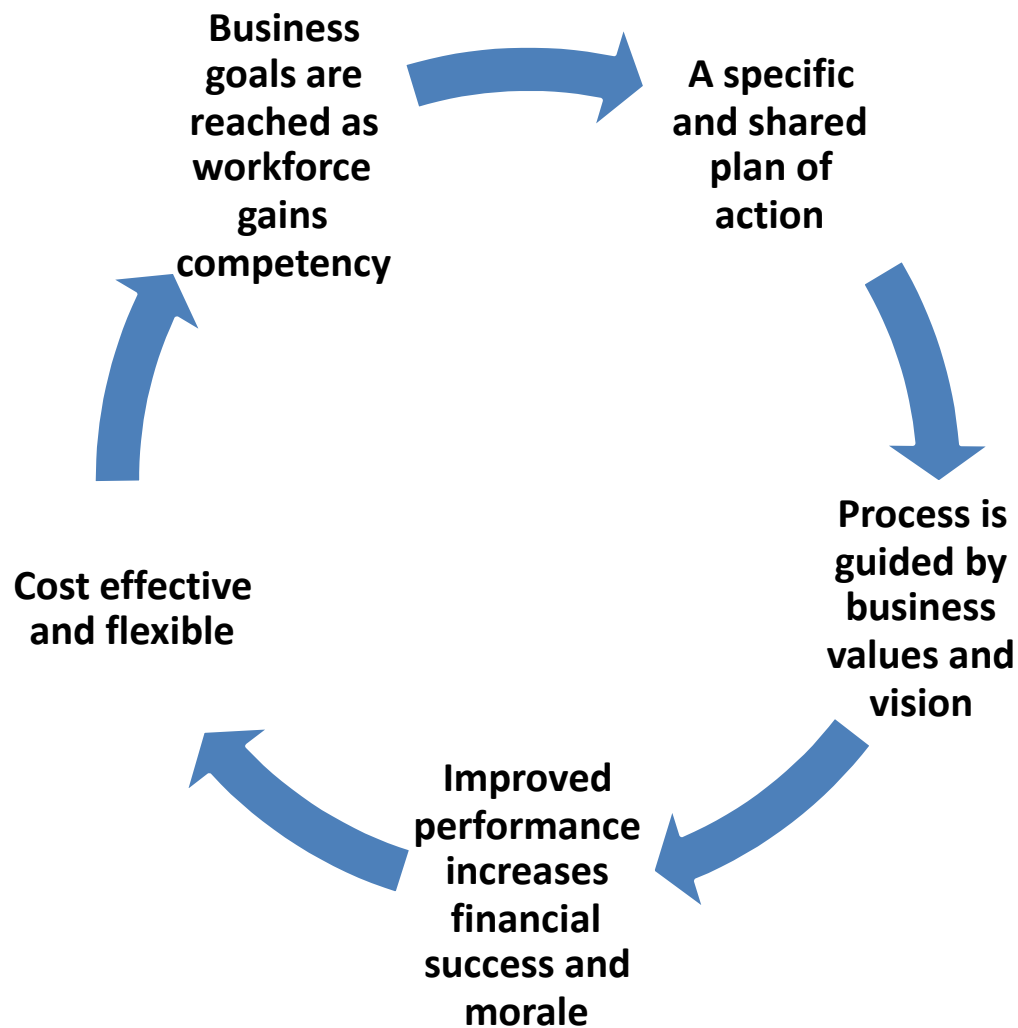 Business
goals are
reached as
workforce
gains
competency
A specific
and shared
plan of
action
Process is
guided by
business
values and
vision
Improved
performance
increases
financial
success and
morale
Cost effective
and flexible